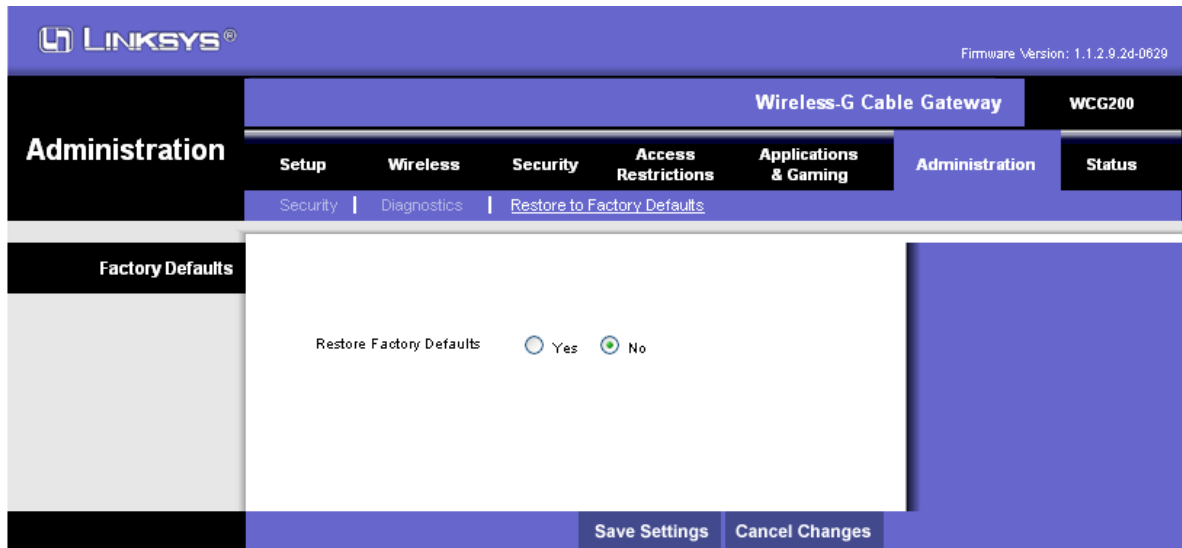 LINKSYS®
Firmware Version: 1.1.2.9.2d-0629
Wireless-G Cable Gateway WCG200
Administration
Setup Wireless Security Access Restrictions Applications & Gaming Administration Status
Security | Diagnostics | Restore to Factory Defaults
Factory Defaults
Restore Factory Defaults Yes No
Save Settings Cancel Changes